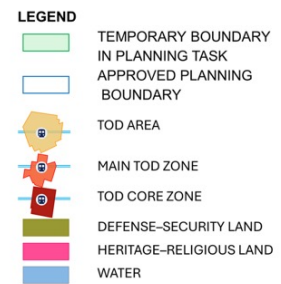 LEGEND
TEMPORARY BOUNDARY
IN PLANNING TASK
APPROVED PLANNING
BOUNDARY
TOD AREA
MAIN TOD ZONE
TOD CORE ZONE
DEFENSE–SECURITY LAND
HERITAGE–RELIGIOUS LAND
WATER